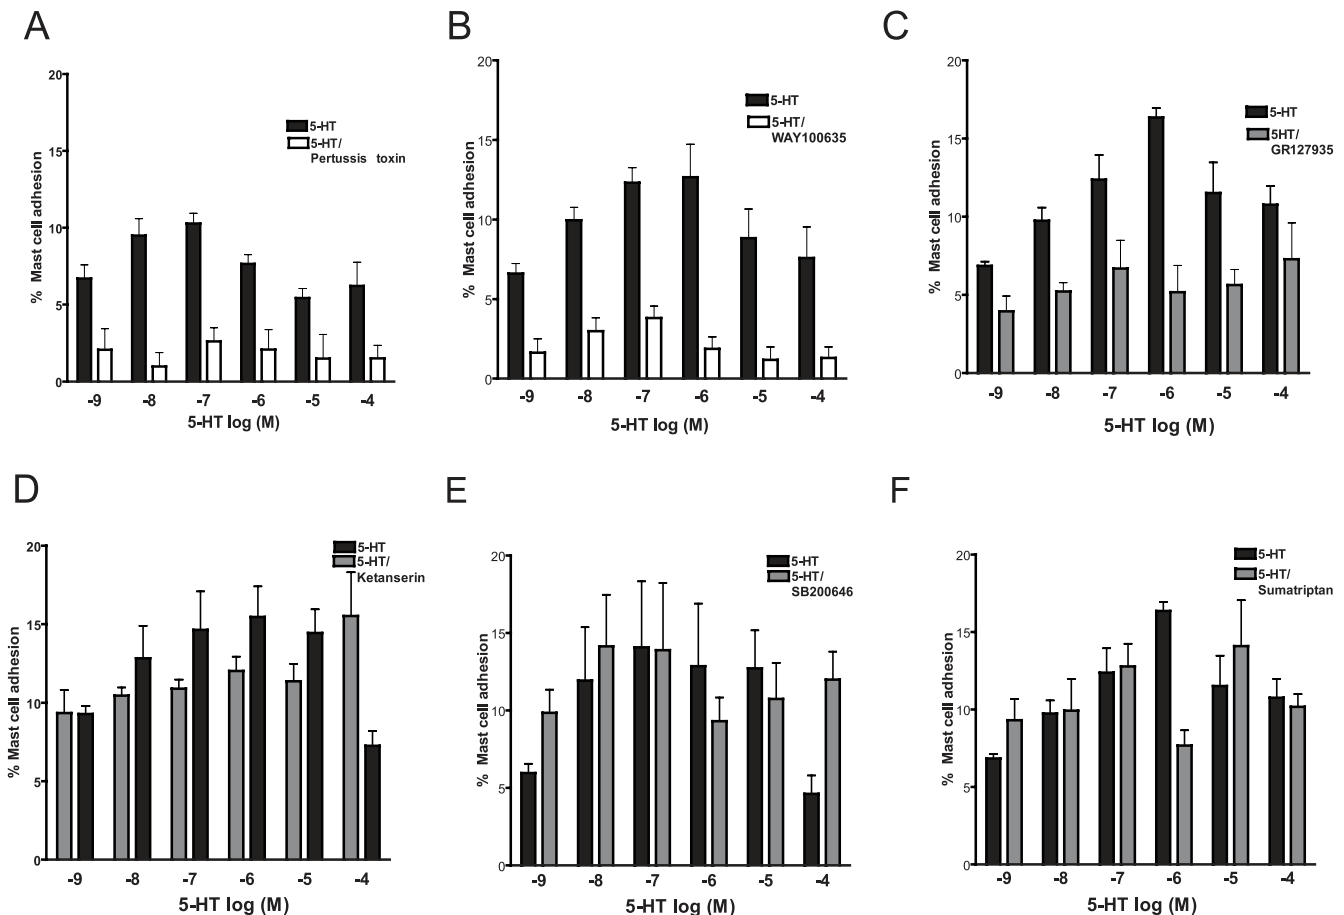 A
20
15
10
5
0
% Mast cell adhesion
5-HT
5-HT/
Pertussis toxin
-9 -8 -7 -6 -5 -4
5-HT log (M)
B
20
15
10
5
0
% Mast cell adhesion
5-HT
5-HT/
WAY100635
-9 -8 -7 -6 -5 -4
5-HT log (M)
C
20
15
10
5
0
% Mast cell adhesion
5-HT
5HT/
GR127935
-9 -8 -7 -6 -5 -4
5-HT log (M)
D
20
15
10
5
0
% Mast cell adhesion
5-HT
5-HT/
Ketanserin
-9 -8 -7 -6 -5 -4
5-HT log (M)
E
20
15
10
5
0
% Mast cell adhesion
5-HT
5-HT/
SB200646
-9 -8 -7 -6 -5 -4
5-HT log (M)
F
20
15
10
5
0
% Mast cell adhesion
5-HT
5-HT/
Sumatriptan
-9 -8 -7 -6 -5 -4
5-HT log (M)